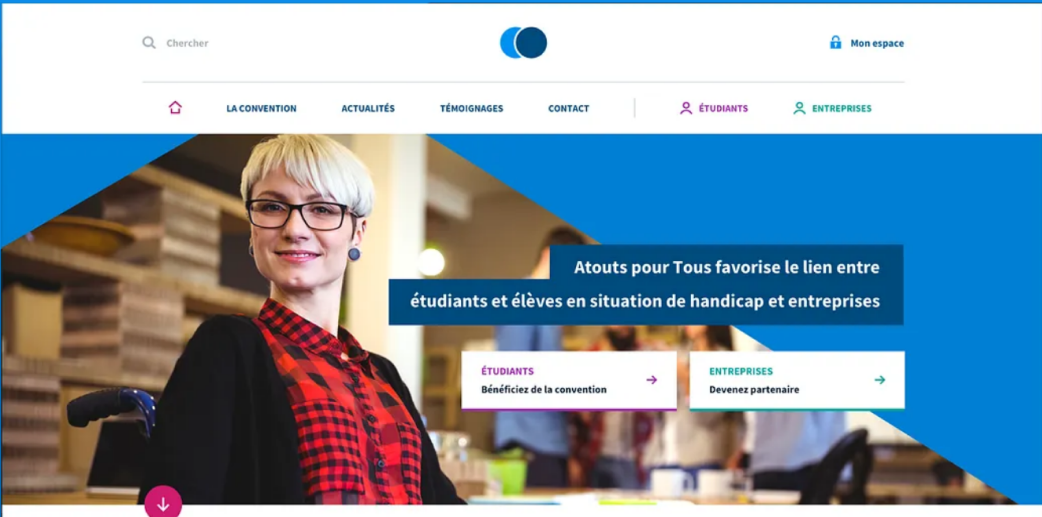 Chercher
Mon espace
LA CONVENTION
ACTUALITÉS
TÉMOIGNAGES
CONTACT
ÉTUDIANTS
ENTREPRISES
Atouts pour Tous favorise le lien entre
étudiants et élèves en situation de handicap et entreprises
ÉTUDIANTS
Bénéficiez de la convention
ENTREPRISES
Devenez partenaire